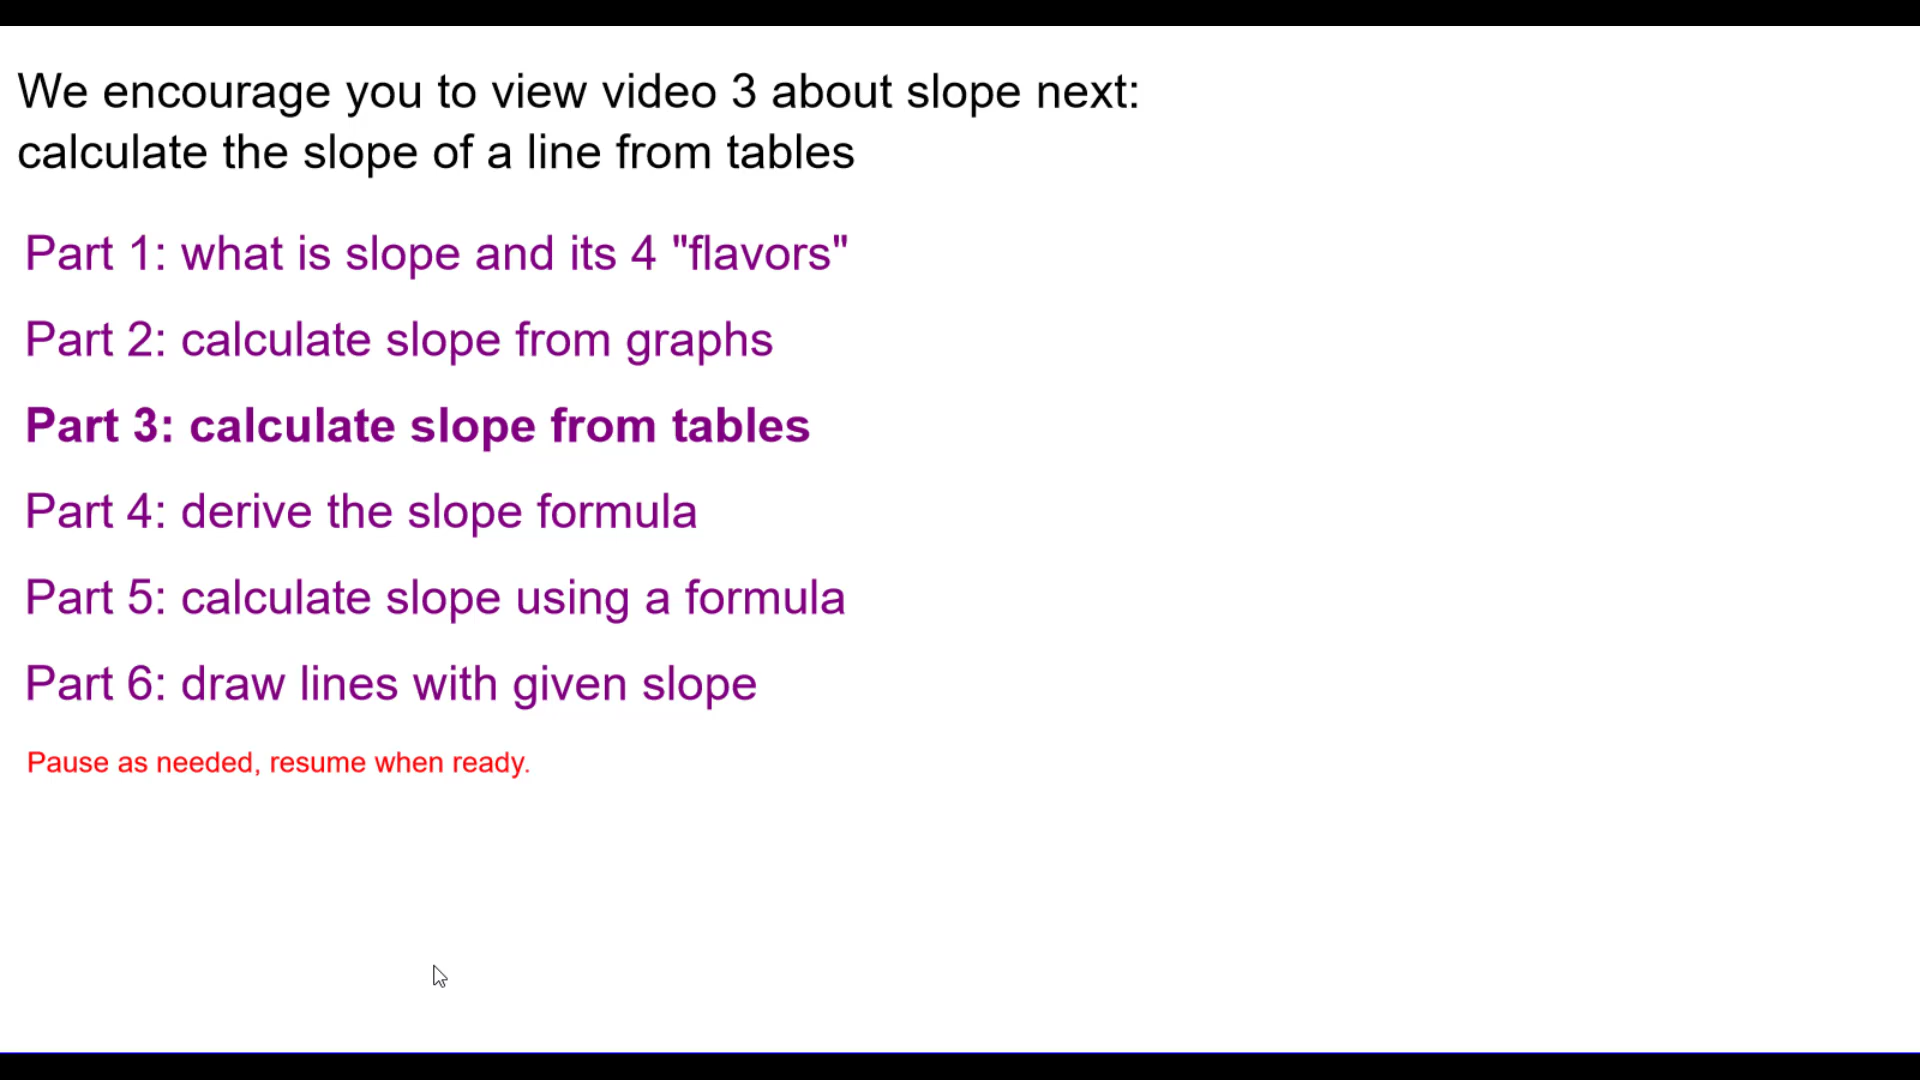 We encourage you to view video 3 about slope next:
calculate the slope of a line from tables
Part 1: what is slope and its 4 "flavors"
Part 2: calculate slope from graphs
Part 3: calculate slope from tables
Part 4: derive the slope formula
Part 5: calculate slope using a formula
Part 6: draw lines with given slope
Pause as needed, resume when ready.